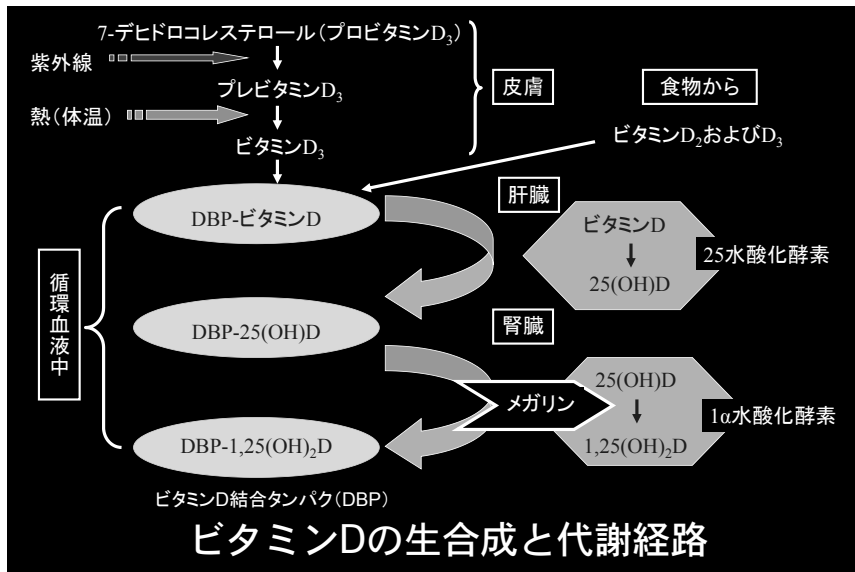 7-デヒドロコレステロール(プロビタミンD₃)
紫外線
プレビタミンD₃
熱(体温)
ビタミンD₃
皮膚
食物から
ビタミンD₂およびD₃
DBP-ビタミンD
肝臓
ビタミンD
25(OH)D
25水酸化酵素
循環血液中
DBP-25(OH)D
腎臓
メガリン
25(OH)D
1,25(OH)₂D
1α水酸化酵素
DBP-1,25(OH)₂D
ビタミンD結合タンパク(DBP)
ビタミンDの生合成と代謝経路